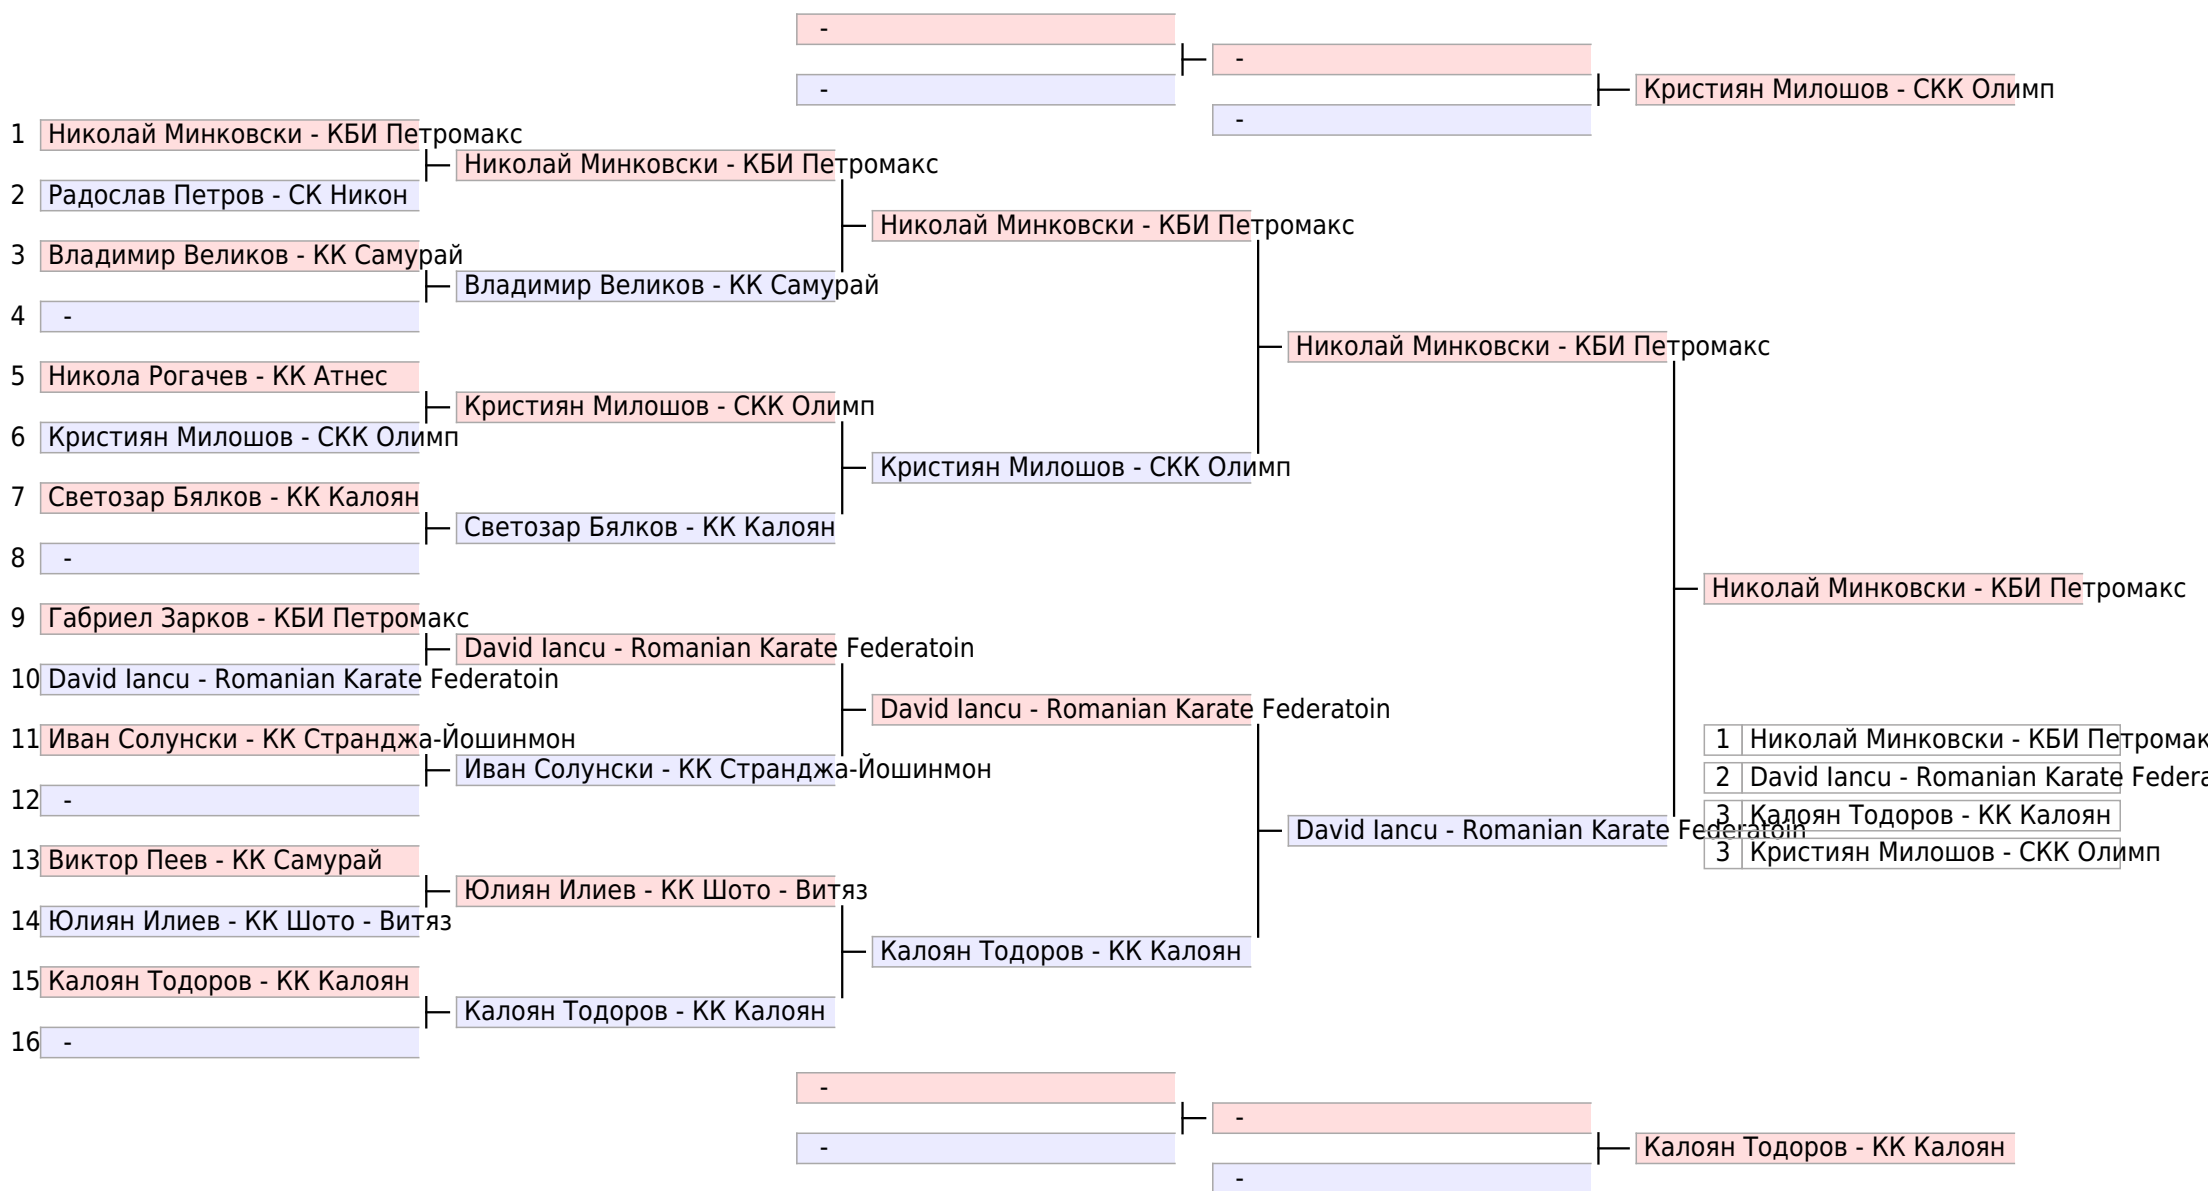 -
-
-
-
Кристиян Милошов - СКК Олимп
1 Николай Минковски - КБИ Петромакс
2 Радослав Петров - СК Никон
3 Владимир Великов - КК Самурай
4 -
5 Никола Рогачев - КК Атнес
6 Кристиян Милошов - СКК Олимп
7 Светозар Бялков - КК Калоян
8 -
9 Габриел Зарков - КБИ Петромакс
10 David Iancu - Romanian Karate Federatoin
11 Иван Солунски - КК Странджа-Йошинмон
12 -
13 Виктор Пеев - КК Самурай
14 Юлиян Илиев - КК Шото - Витяз
15 Калоян Тодоров - КК Калоян
16 -
Николай Минковски - КБИ Петромакс
Владимир Великов - КК Самурай
Кристиян Милошов - СКК Олимп
Светозар Бялков - КК Калоян
David Iancu - Romanian Karate Federatoin
Иван Солунски - КК Странджа-Йошинмон
Юлиян Илиев - КК Шото - Витяз
Калоян Тодоров - КК Калоян
Николай Минковски - КБИ Петромакс
Кристиян Милошов - СКК Олимп
David Iancu - Romanian Karate Federatoin
Калоян Тодоров - КК Калоян
Николай Минковски - КБИ Петромакс
David Iancu - Romanian Karate Federatoin
Николай Минковски - КБИ Петромакс
1 Николай Минковски - КБИ Петромак
2 David Iancu - Romanian Karate Federa
3 Калоян Тодоров - КК Калоян
3 Кристиян Милошов - СКК Олимп
-
-
-
-
Калоян Тодоров - КК Калоян